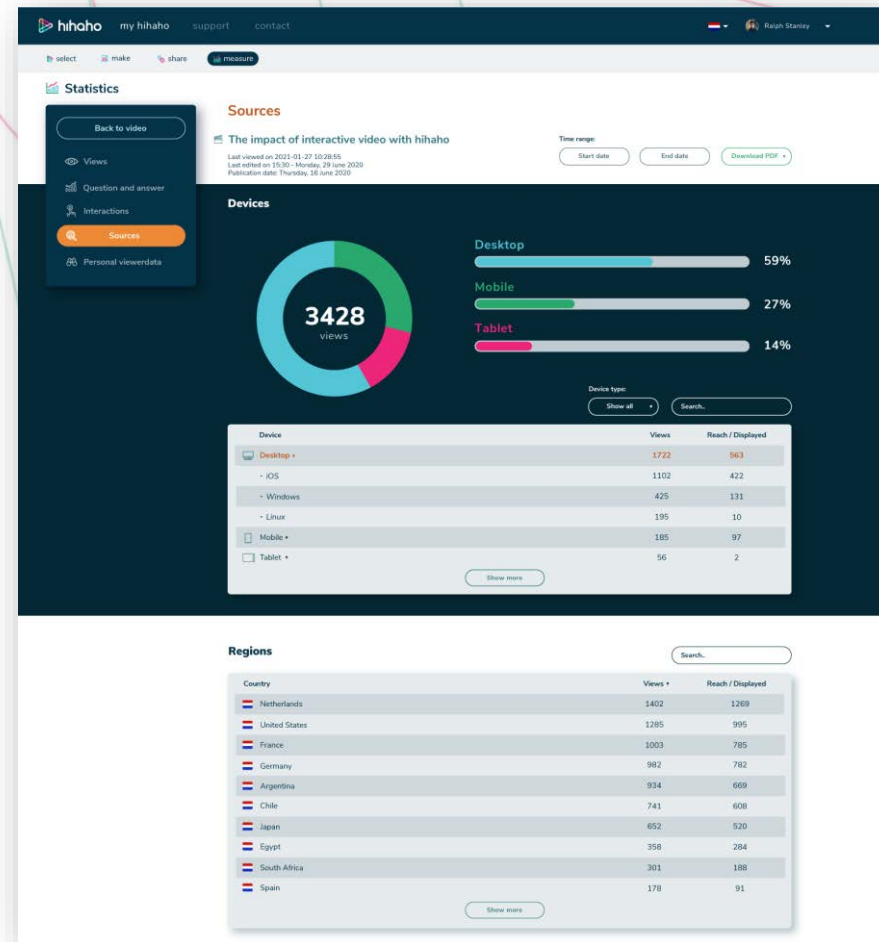 hihaho my hihaho support contact Ralph Stanley
select make share measure
Statistics
Back to video
Views
Question and answer
Interactions
Sources
Personal viewerdata
Sources
The impact of interactive video with hihaho
Last viewed on 2021-01-27 10:28:55
Last edited on 15:30 - Monday, 29 June 2020
Publication date: Thursday, 16 June 2020
Time range:
Start date End date Download PDF
Devices
3428
views
Desktop
59%
Mobile
27%
Tablet
14%
Device type:
Show all Search..
Device Views Reach / Displayed
Desktop 1722 563
- iOS 1102 422
- Windows 425 131
- Linux 195 10
Mobile 185 97
Tablet 56 2
Show more
Regions
Search..
Country Views Reach / Displayed
Netherlands 1402 1269
United States 1285 995
France 1003 785
Germany 982 782
Argentina 934 669
Chile 741 608
Japan 652 520
Egypt 358 284
South Africa 301 188
Spain 178 91
Show more